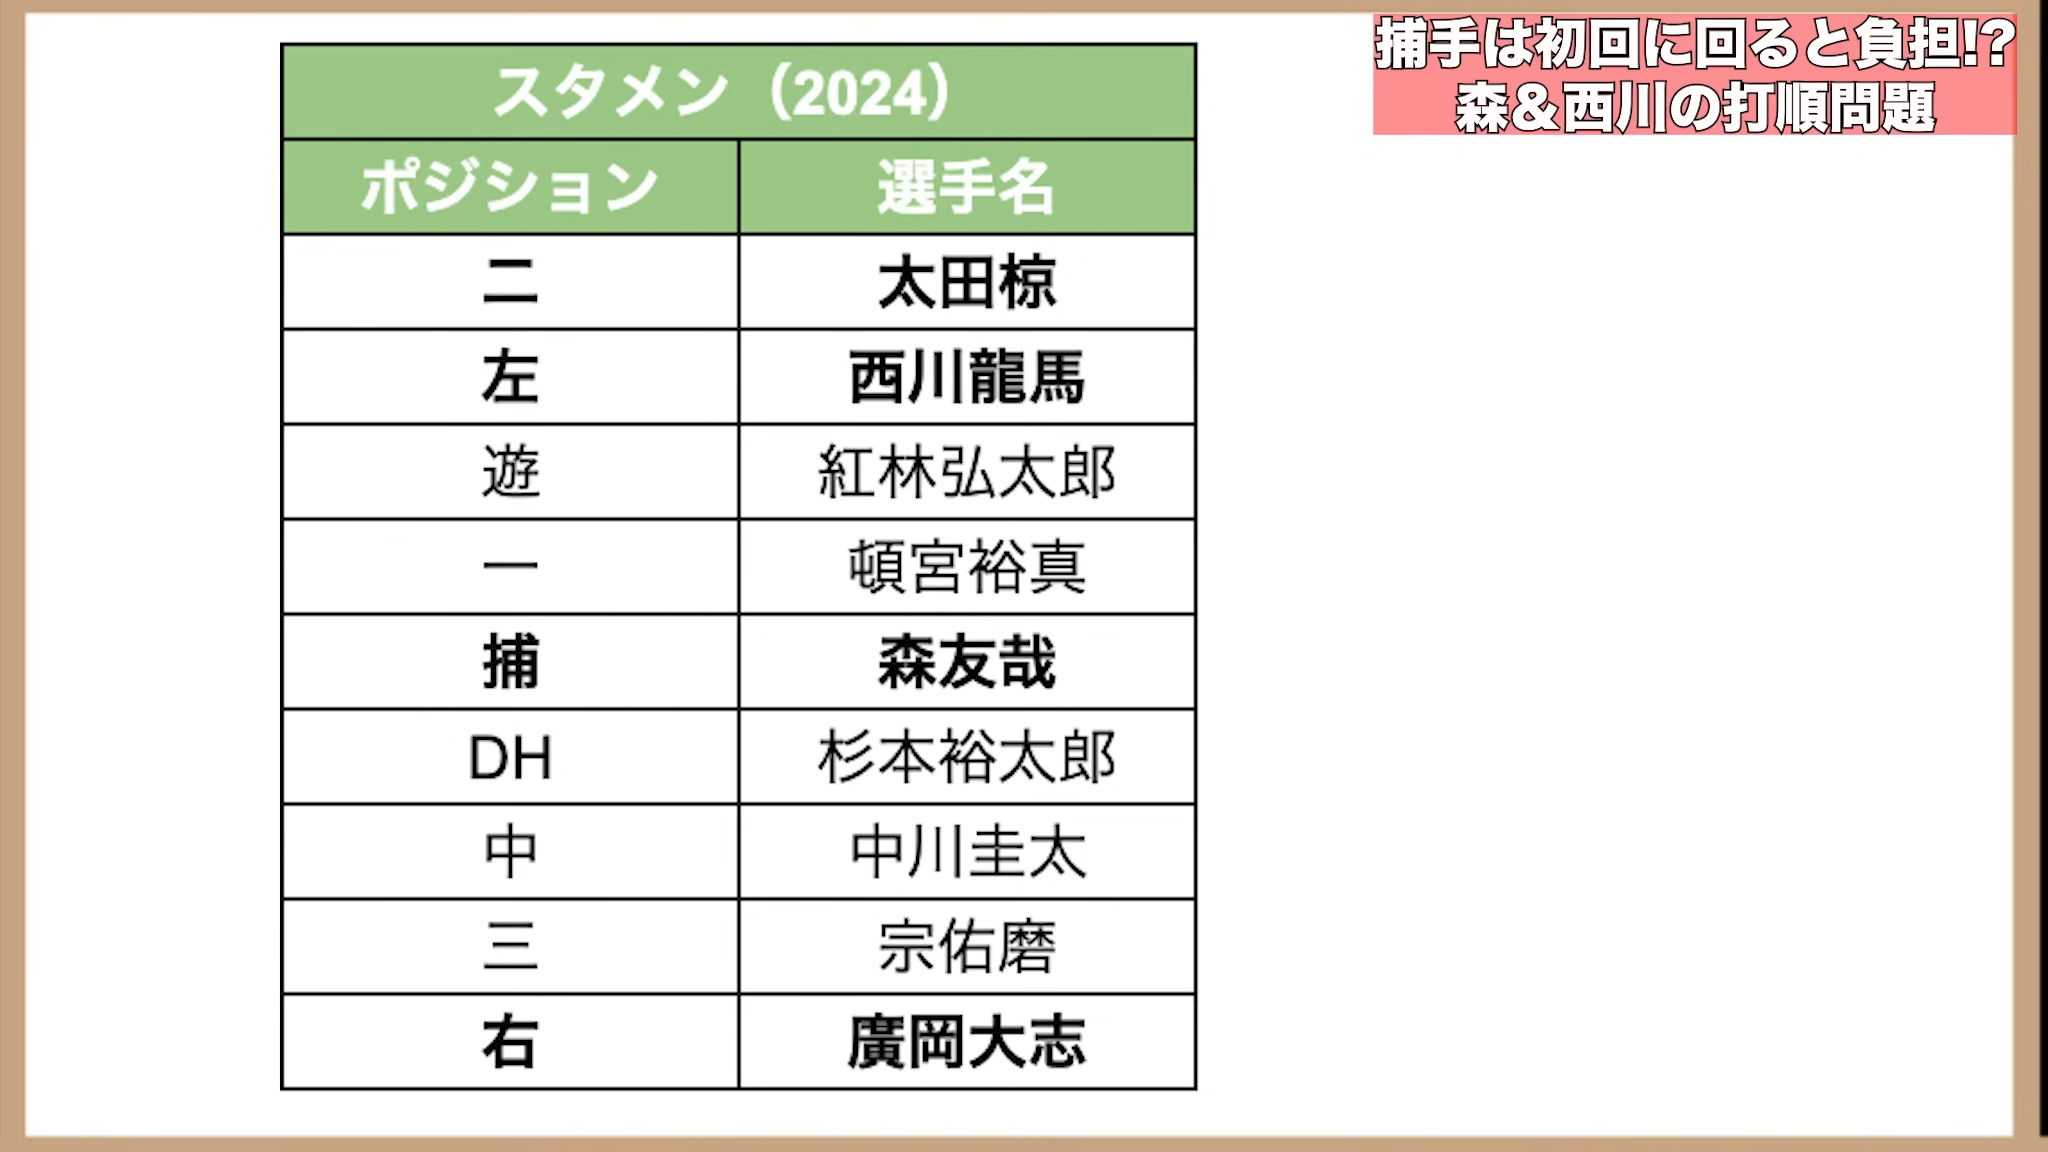 捕手は初回に回ると負担!?
森&西川の打順問題
スタメン（2024）
ポジション 選手名
二 太田椋
左 西川龍馬
遊 紅林弘太郎
一 頓宮裕真
捕 森友哉
DH 杉本裕太郎
中 中川圭太
三 宗佑磨
右 廣岡大志